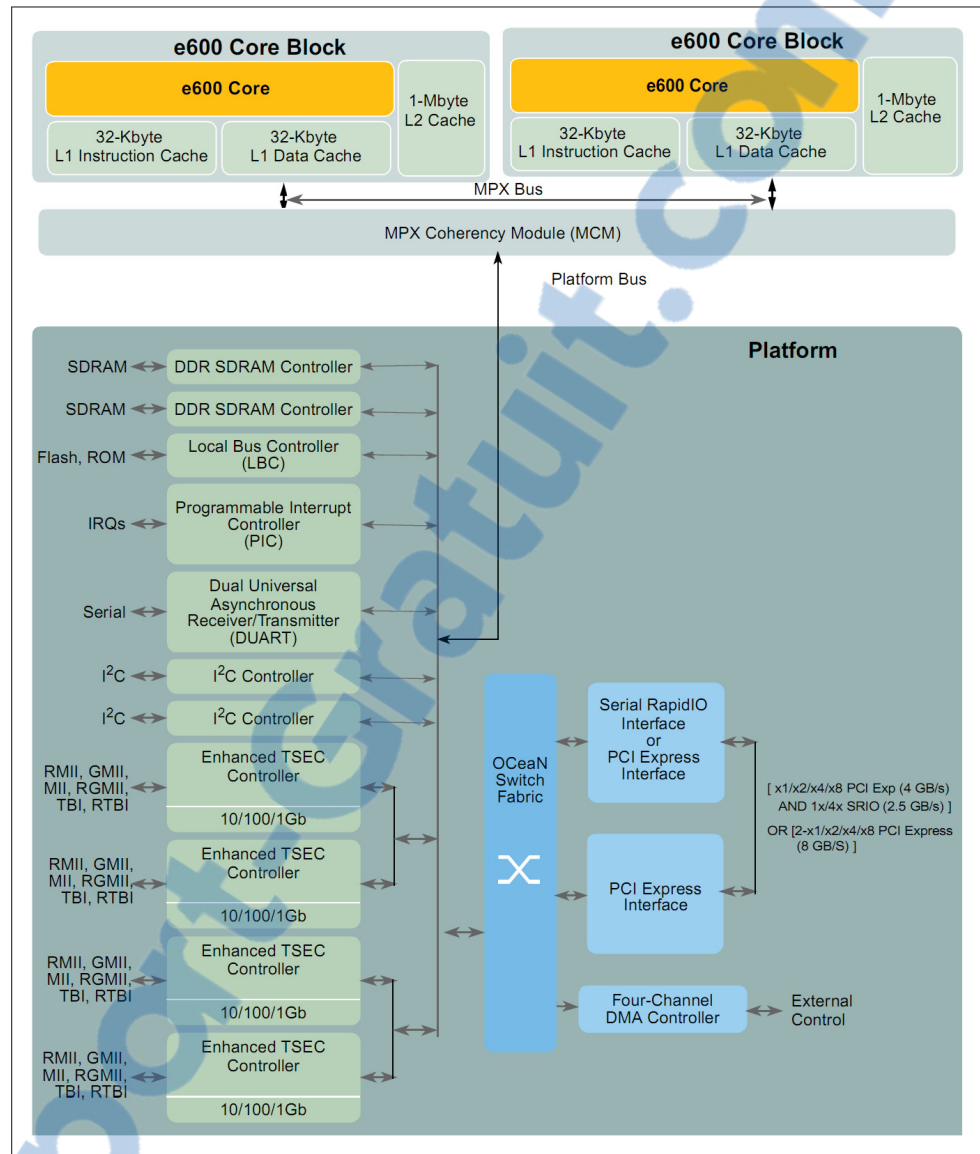 e600 Core Block
e600 Core
32-Kbyte
L1 Instruction Cache
32-Kbyte
L1 Data Cache
1-Mbyte
L2 Cache
e600 Core Block
e600 Core
32-Kbyte
L1 Instruction Cache
32-Kbyte
L1 Data Cache
1-Mbyte
L2 Cache
MPX Bus
MPX Coherency Module (MCM)
Platform Bus
Platform
SDRAM
DDR SDRAM Controller
SDRAM
DDR SDRAM Controller
Flash, ROM
Local Bus Controller
(LBC)
IRQs
Programmable Interrupt
Controller
(PIC)
Serial
Dual Universal
Asynchronous
Receiver/Transmitter
(DUART)
I²C
I²C Controller
I²C
I²C Controller
RMII, GMII,
MII, RGMII,
TBI, RTBI
Enhanced TSEC
Controller
10/100/1Gb
RMII, GMII,
MII, RGMII,
TBI, RTBI
Enhanced TSEC
Controller
10/100/1Gb
RMII, GMII,
MII, RGMII,
TBI, RTBI
Enhanced TSEC
Controller
10/100/1Gb
RMII, GMII,
MII, RGMII,
TBI, RTBI
Enhanced TSEC
Controller
10/100/1Gb
OCeaN
Switch
Fabric
Serial RapidIO
Interface
or
PCI Express
Interface
PCI Express
Interface
[ x1/x2/x4/x8 PCI Exp (4 GB/s)
AND 1x/4x SRIO (2.5 GB/s) ]
OR [2-x1/x2/x4/x8 PCI Express
(8 GB/S) ]
Four-Channel
DMA Controller
External
Control
port-Gratuit.com